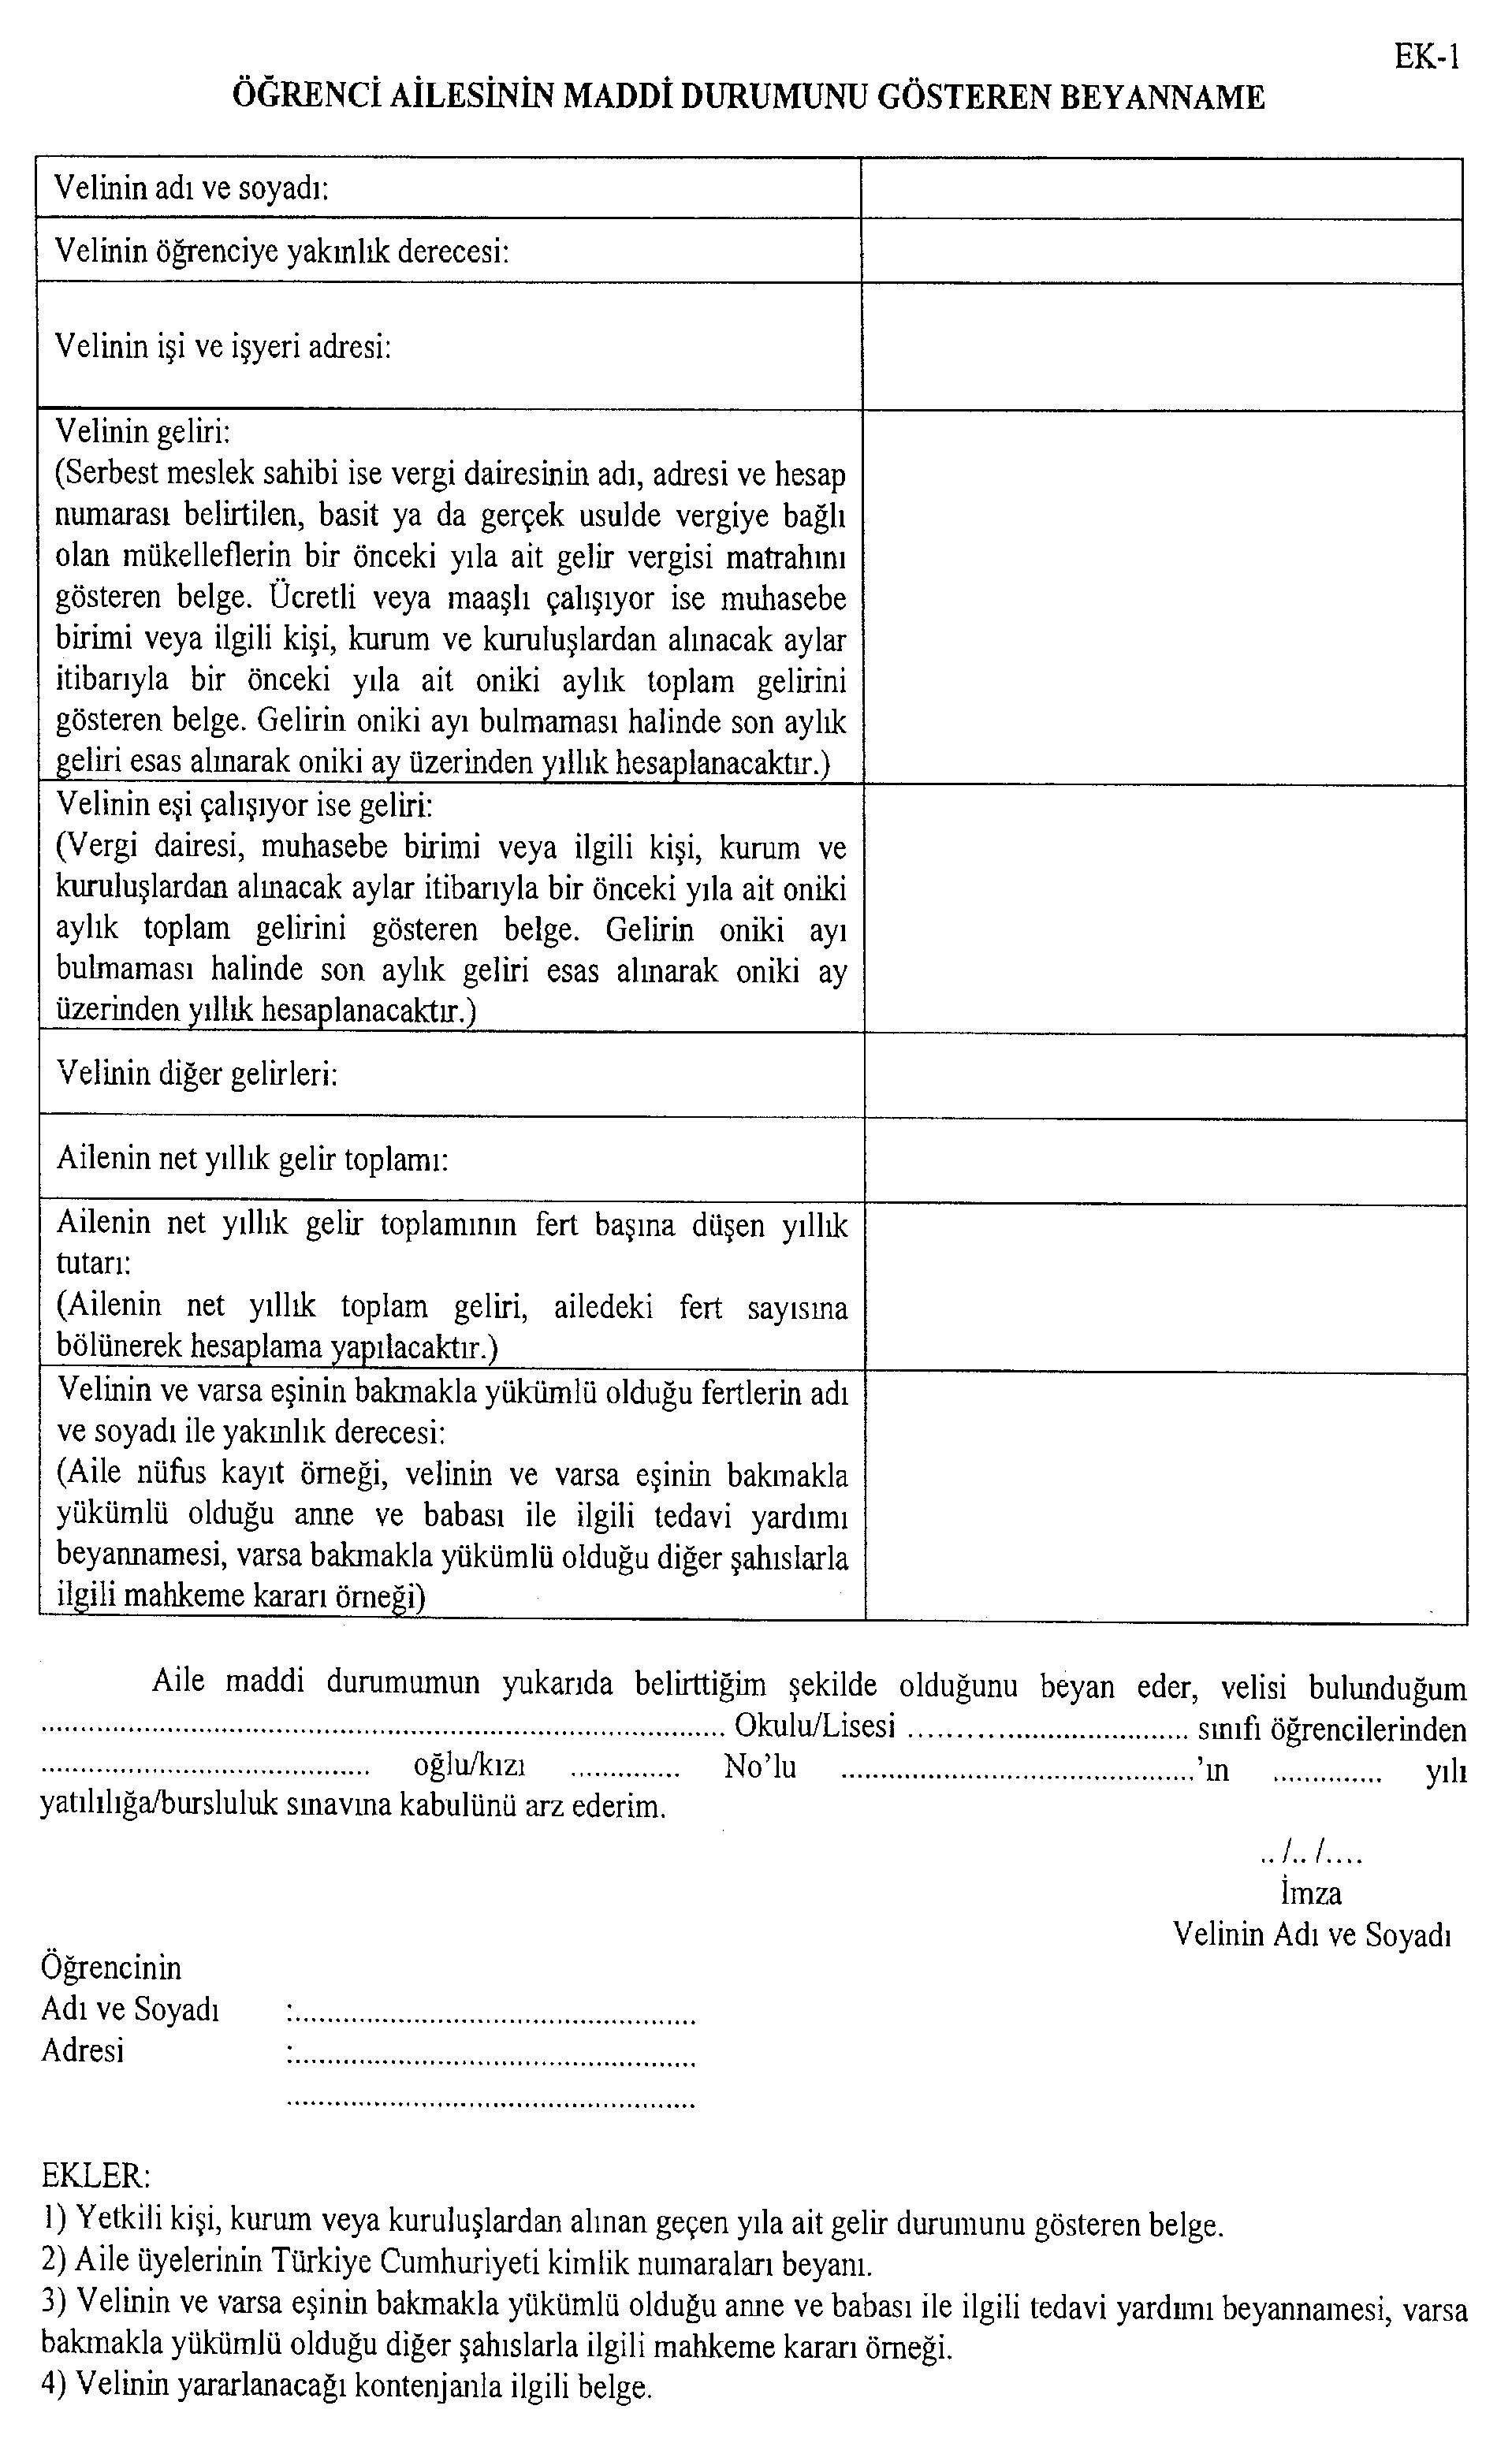 EK-1
ÖĞRENCİ AİLESİNİN MADDİ DURUMUNU GÖSTEREN BEYANNAME
Velinin adı ve soyadı:
Velinin öğrenciye yakınlık derecesi:
Velinin işi ve işyeri adresi:
Velinin geliri:
(Serbest meslek sahibi ise vergi dairesinin adı, adresi ve hesap
numarası belirtilen, basit ya da gerçek usulde vergiye bağlı
olan mükelleflerin bir önceki yıla ait gelir vergisi matrahını
gösteren belge. Ücretli veya maaşlı çalışıyor ise muhasebe
birimi veya ilgili kişi, kurum ve kuruluşlardan alınacak aylar
itibarıyla bir önceki yıla ait oniki aylık toplam gelirini
gösteren belge. Gelirin oniki ayı bulmaması halinde son aylık
geliri esas alınarak oniki ay üzerinden yıllık hesaplanacaktır.)
Velinin eşi çalışıyor ise geliri:
(Vergi dairesi, muhasebe birimi veya ilgili kişi, kurum ve
kuruluşlardan alınacak aylar itibarıyla bir önceki yıla ait oniki
aylık toplam gelirini gösteren belge. Gelirin oniki ayı
bulmaması halinde son aylık geliri esas alınarak oniki ay
üzerinden yıllık hesaplanacaktır.)
Velinin diğer gelirleri:
Ailenin net yıllık gelir toplamı:
Ailenin net yıllık gelir toplamının fert başına düşen yıllık
tutarı:
(Ailenin net yıllık toplam geliri, ailedeki fert sayısına
bölünerek hesaplama yapılacaktır.)
Velinin ve varsa eşinin bakmakla yükümlü olduğu fertlerin adı
ve soyadı ile yakınlık derecesi:
(Aile nüfus kayıt örneği, velinin ve varsa eşinin bakmakla
yükümlü olduğu anne ve babası ile ilgili tedavi yardımı
beyannamesi, varsa bakmakla yükümlü olduğu diğer şahıslarla
ilgili mahkeme kararı örneği)
Aile maddi durumumun yukarıda belirttiğim şekilde olduğunu beyan eder, velisi bulunduğum
.................................................................................... Okulu/Lisesi .................................. sınıfı öğrencilerinden
........................................ oğlu/kızı ............. No'lu ...........................................'ın ............. yılı
yatılılığa/bursluluk sınavına kabulünü arz ederim.
.. /.. /....
İmza
Velinin Adı ve Soyadı
Öğrencinin
Adı ve Soyadı :.................................................
Adresi :.................................................
..................................................
EKLER:
1) Yetkili kişi, kurum veya kuruluşlardan alınan geçen yıla ait gelir durumunu gösteren belge.
2) Aile üyelerinin Türkiye Cumhuriyeti kimlik numaraları beyanı.
3) Velinin ve varsa eşinin bakmakla yükümlü olduğu anne ve babası ile ilgili tedavi yardımı beyannamesi, varsa
bakmakla yükümlü olduğu diğer şahıslarla ilgili mahkeme kararı örneği.
4) Velinin yararlanacağı kontenjanla ilgili belge.